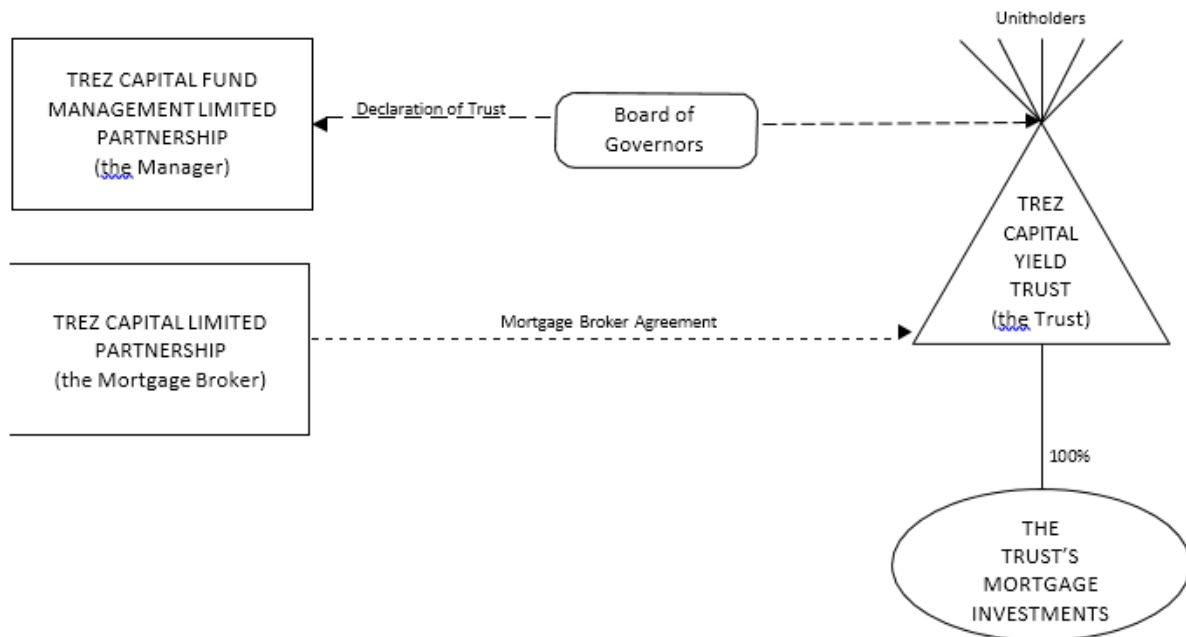 Unitholders
TREZ CAPITAL FUND
MANAGEMENT LIMITED
PARTNERSHIP
(the Manager)
Declaration of Trust
Board of
Governors
TREZ
CAPITAL
YIELD
TRUST
(the Trust)
TREZ CAPITAL LIMITED
PARTNERSHIP
(the Mortgage Broker)
Mortgage Broker Agreement
100%
THE
TRUST'S
MORTGAGE
INVESTMENTS